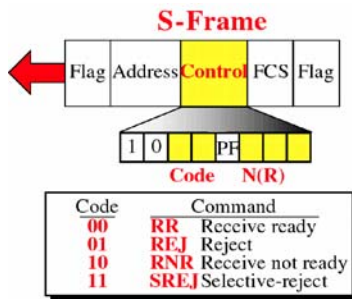 S-Frame
Flag Address Control FCS Flag
1 0 PF
Code N(R)
Code Command
00 RR Receive ready
01 REJ Reject
10 RNR Receive not ready
11 SREJ Selective-reject